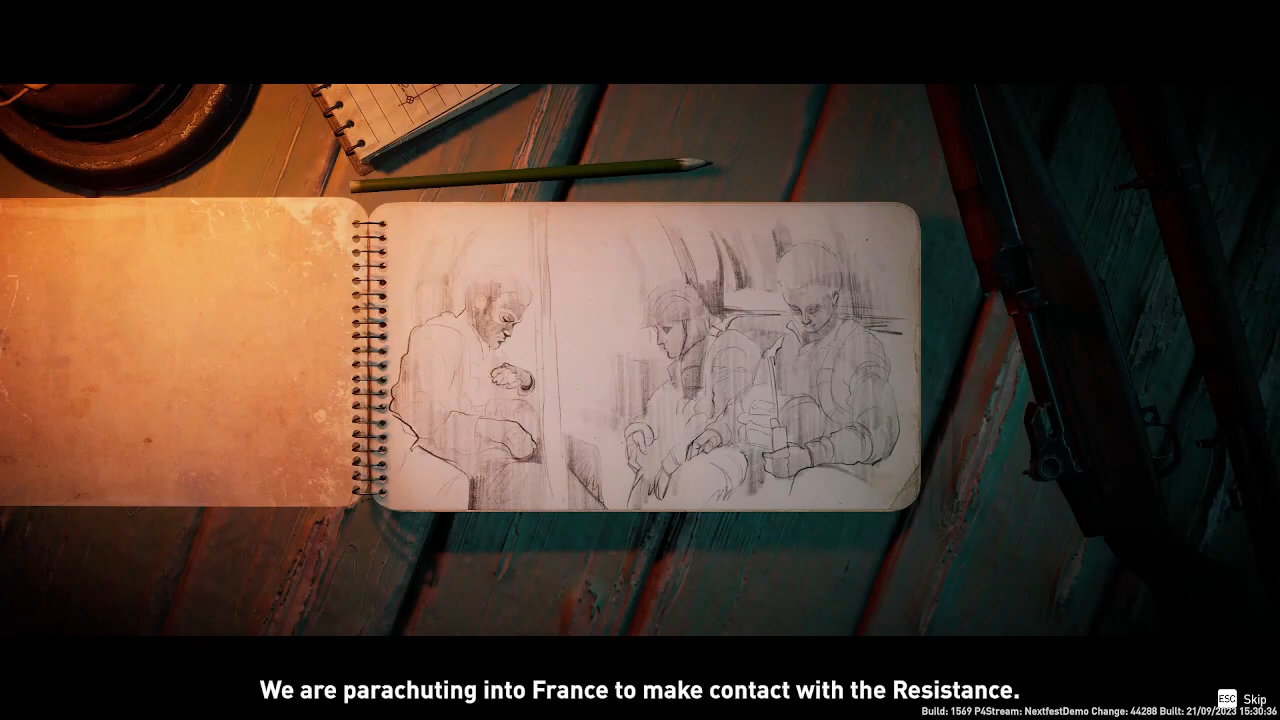 We are parachuting into France to make contact with the Resistance.
ESC Skip
Build: 1569 P4Stream: NextfestDemo Change: 44288 Built: 21/09/2023 15:30:36